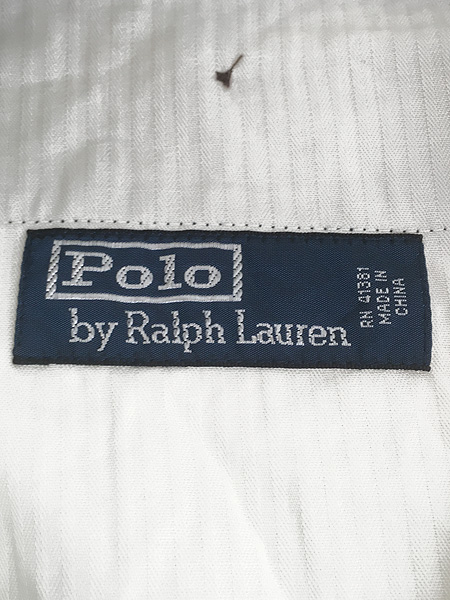 Polo
by Ralph Lauren
RN 41381
MADE IN
CHINA